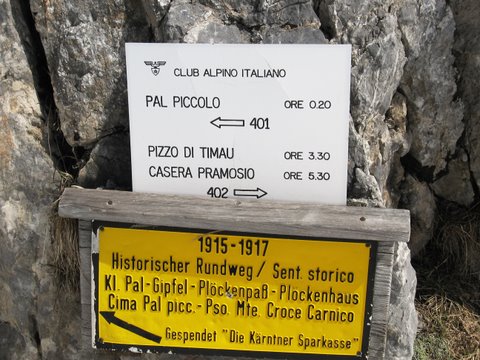 CLUB ALPINO ITALIANO
PAL PICCOLO ORE 0.20
401
PIZZO DI TIMAU ORE 3.30
CASERA PRAMOSIO ORE 5.30
402
1915-1917
Historischer Rundweg / Sent. storico
Kl. Pal-Gipfel-Plöckenpaß-Plöckenhaus
Cima Pal picc.- Pso. Mte. Croce Carnico
Gespendet "Die Kärntner Sparkasse"